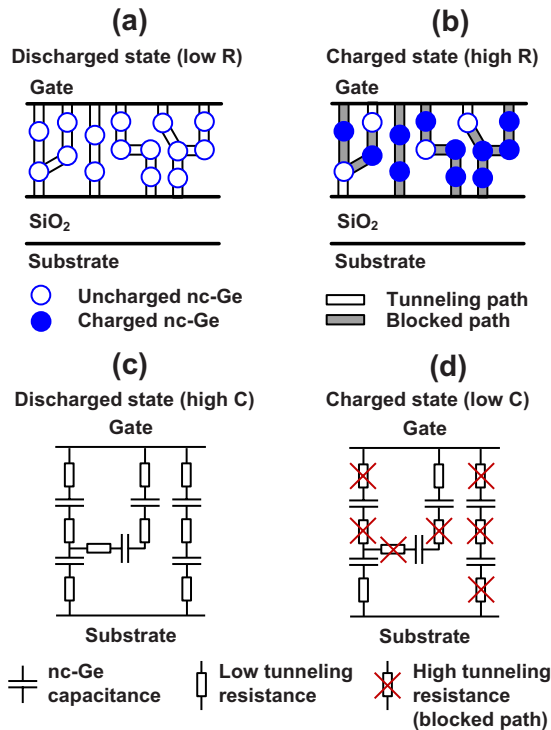 (a)
Discharged state (low R)
Gate
SiO₂
Substrate
Uncharged nc-Ge
Charged nc-Ge
(b)
Charged state (high R)
Gate
SiO₂
Substrate
Tunneling path
Blocked path
(c)
Discharged state (high C)
Gate
Substrate
(d)
Charged state (low C)
Gate
Substrate
nc-Ge
capacitance
Low tunneling
resistance
High tunneling
resistance
(blocked path)